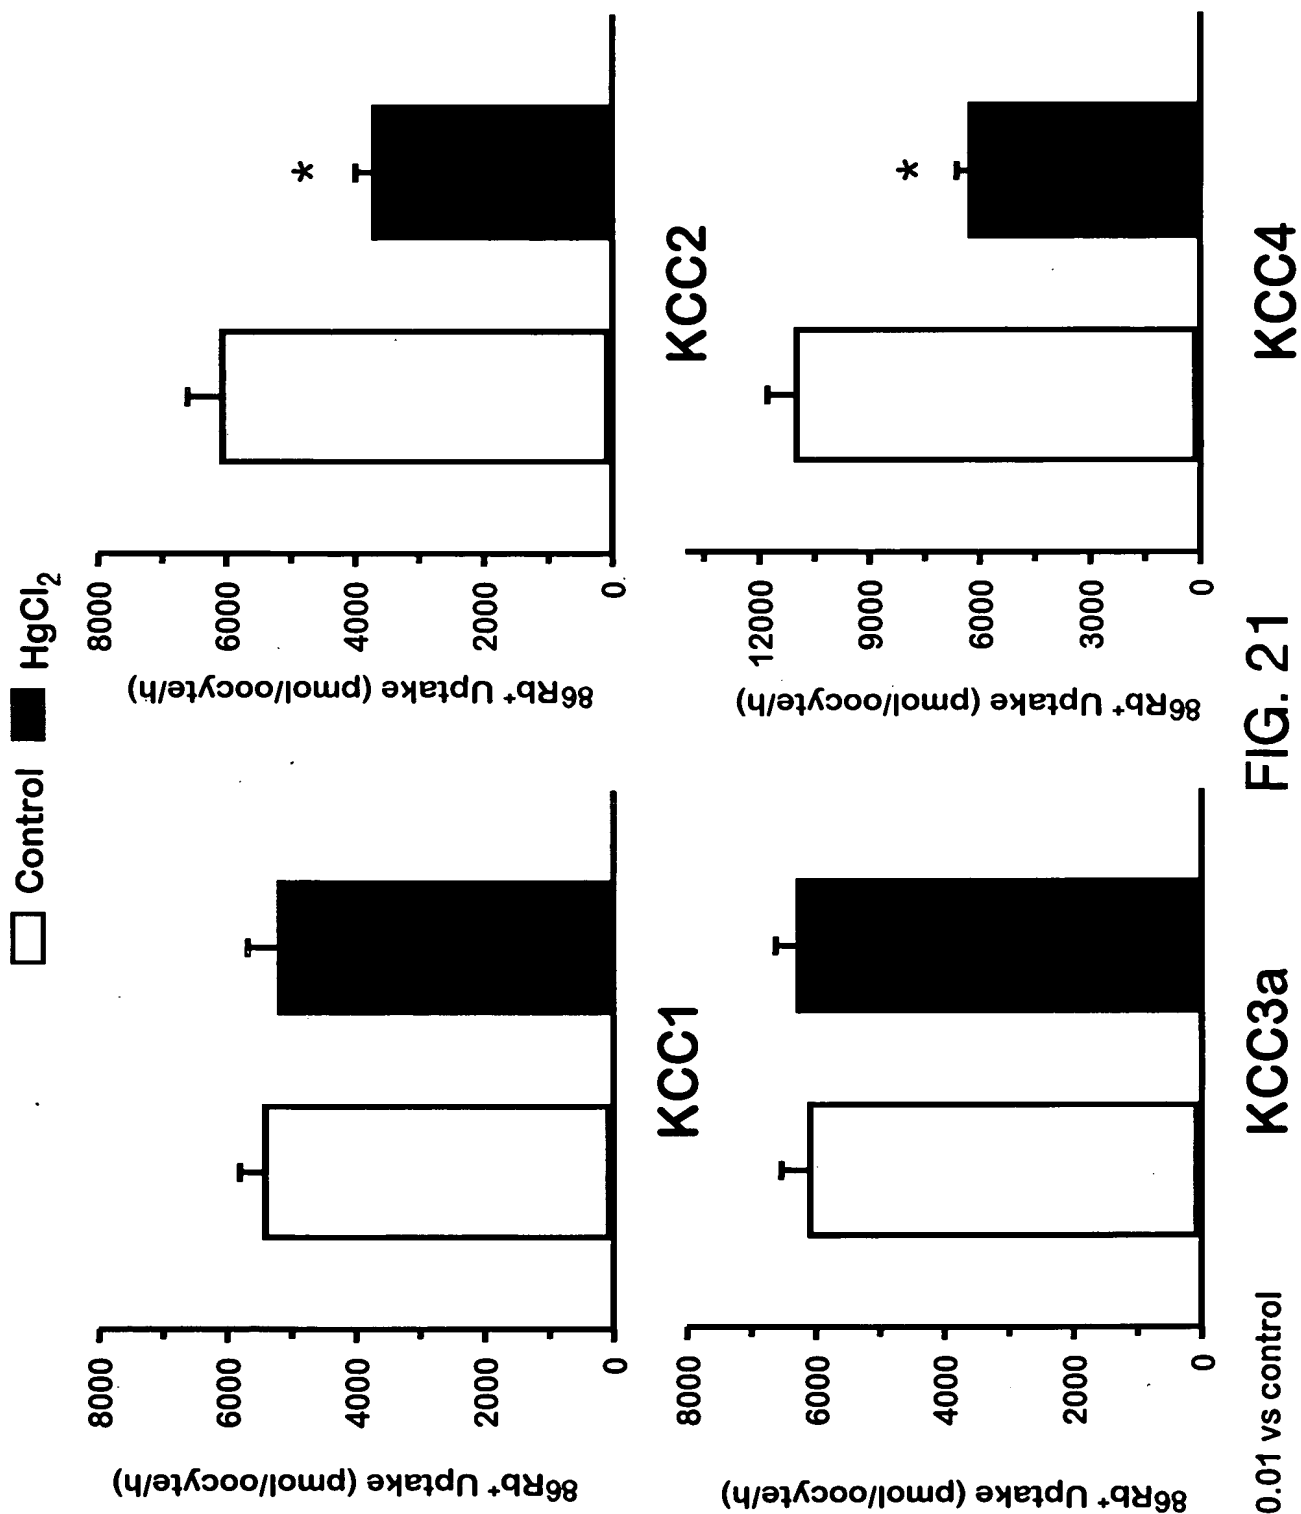 Control HgCl₂
⁸⁶Rb⁺ Uptake (pmol/oocyte/h)
8000
6000
4000
2000
0
KCC1
⁸⁶Rb⁺ Uptake (pmol/oocyte/h)
8000
6000
4000
2000
0
*
KCC2
⁸⁶Rb⁺ Uptake (pmol/oocyte/h)
8000
6000
4000
2000
0
KCC3a
⁸⁶Rb⁺ Uptake (pmol/oocyte/h)
12000
9000
6000
3000
0
*
KCC4
0.01 vs control
FIG. 21